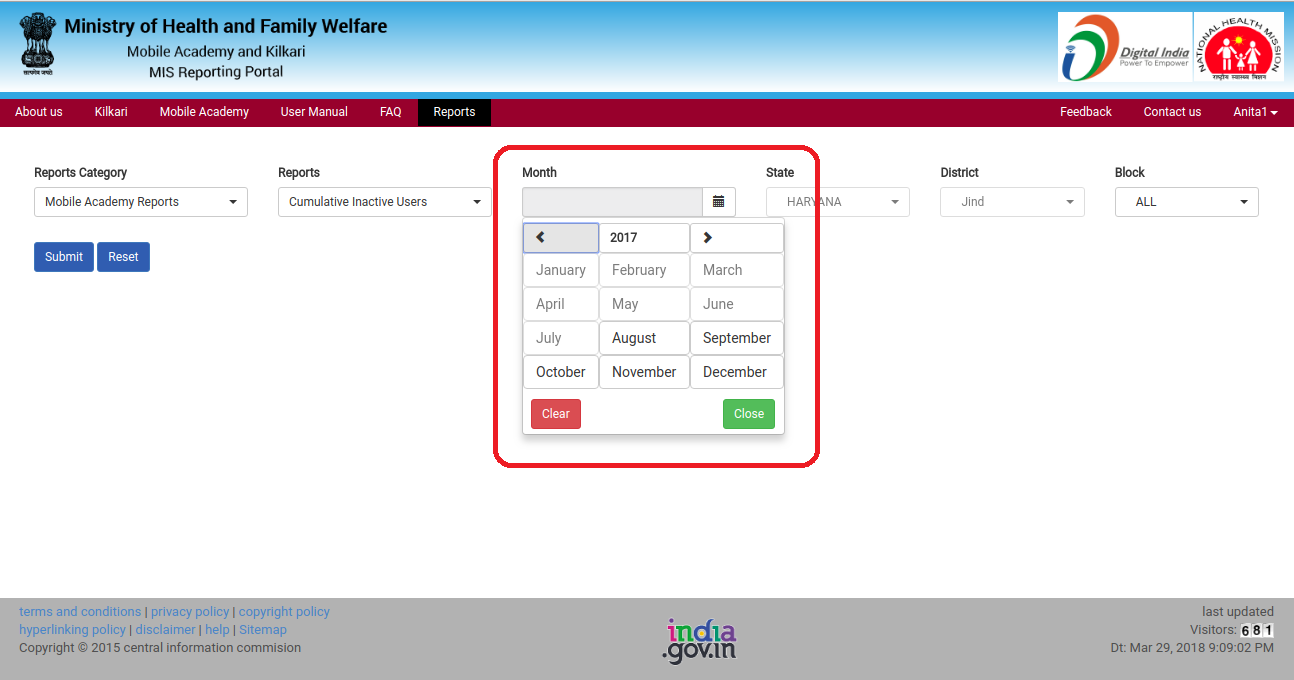 Ministry of Health and Family Welfare
Mobile Academy and Kilkari
MIS Reporting Portal
सत्यमेव जयते
Digital India
Power To Empower
NATIONAL HEALTH MISSION
राष्ट्रीय स्वास्थ्य मिशन
About us Kilkari Mobile Academy User Manual FAQ Reports Feedback Contact us Anita1
Reports Category Reports Month State District Block
Mobile Academy Reports Cumulative Inactive Users HARYANA Jind ALL
Submit Reset
2017
January February March
April May June
July August September
October November December
Clear Close
terms and conditions | privacy policy | copyright policy
hyperlinking policy | disclaimer | help | Sitemap
Copyright © 2015 central information commision
india
.gov.in
last updated
Visitors: 681
Dt: Mar 29, 2018 9:09:02 PM